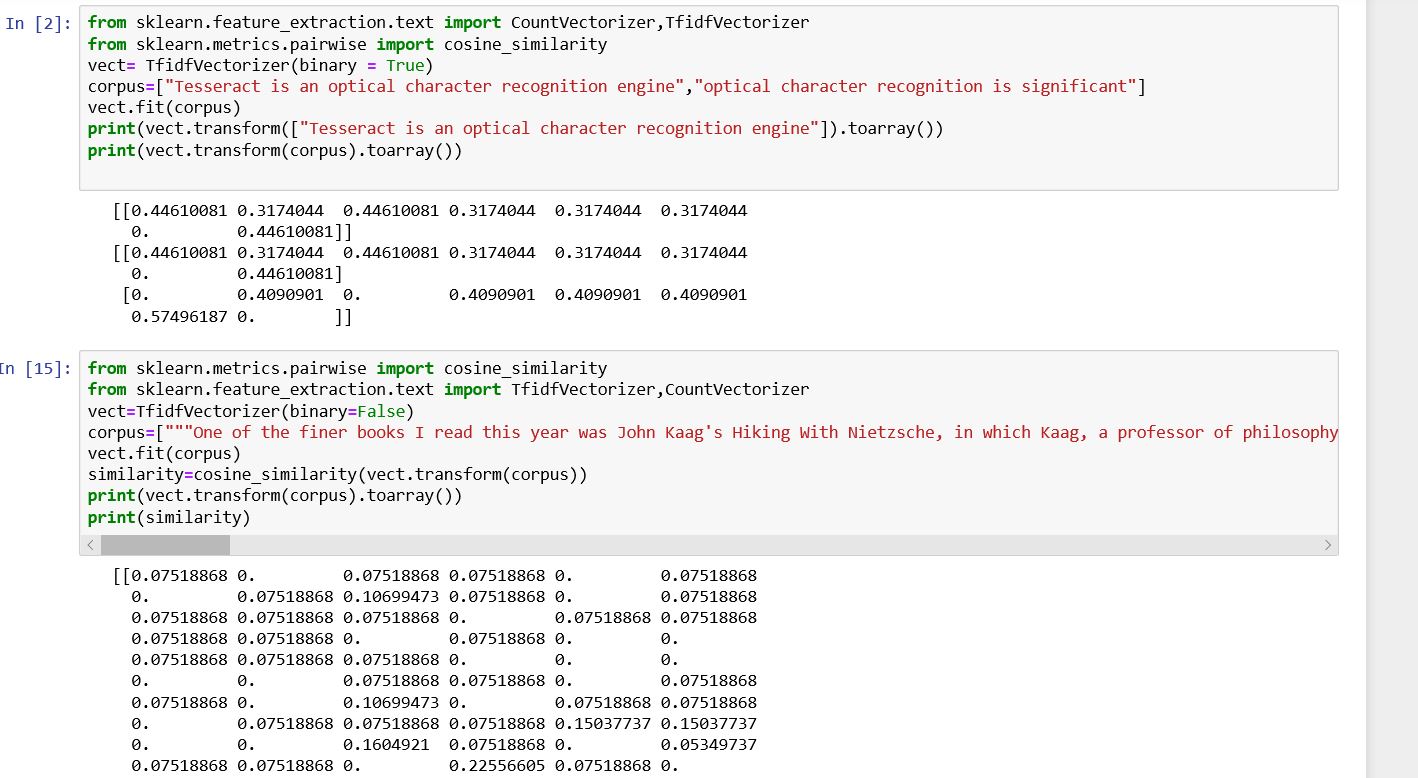 In [2]: from sklearn.feature_extraction.text import CountVectorizer,TfidfVectorizer
from sklearn.metrics.pairwise import cosine_similarity
vect= TfidfVectorizer(binary = True)
corpus=["Tesseract is an optical character recognition engine","optical character recognition is significant"]
vect.fit(corpus)
print(vect.transform(["Tesseract is an optical character recognition engine"]).toarray())
print(vect.transform(corpus).toarray())
[[0.44610081 0.3174044  0.44610081 0.3174044  0.3174044  0.3174044
0.         0.44610081]]
[[0.44610081 0.3174044  0.44610081 0.3174044  0.3174044  0.3174044
0.         0.44610081]
[0.         0.4090901  0.         0.4090901  0.4090901  0.4090901
0.57496187 0.        ]]
In [15]: from sklearn.metrics.pairwise import cosine_similarity
from sklearn.feature_extraction.text import TfidfVectorizer,CountVectorizer
vect=TfidfVectorizer(binary=False)
corpus=["""One of the finer books I read this year was John Kaag's Hiking With Nietzsche, in which Kaag, a professor of philosophy
vect.fit(corpus)
similarity=cosine_similarity(vect.transform(corpus))
print(vect.transform(corpus).toarray())
print(similarity)
[[0.07518868 0.         0.07518868 0.07518868 0.         0.07518868
0.         0.07518868 0.10699473 0.07518868 0.         0.07518868
0.07518868 0.07518868 0.07518868 0.         0.07518868 0.07518868
0.07518868 0.07518868 0.         0.07518868 0.         0.
0.07518868 0.07518868 0.07518868 0.         0.         0.
0.         0.         0.07518868 0.07518868 0.         0.07518868
0.07518868 0.         0.10699473 0.         0.07518868 0.07518868
0.         0.07518868 0.07518868 0.07518868 0.15037737 0.15037737
0.         0.         0.1604921  0.07518868 0.         0.05349737
0.07518868 0.07518868 0.         0.22556605 0.07518868 0.